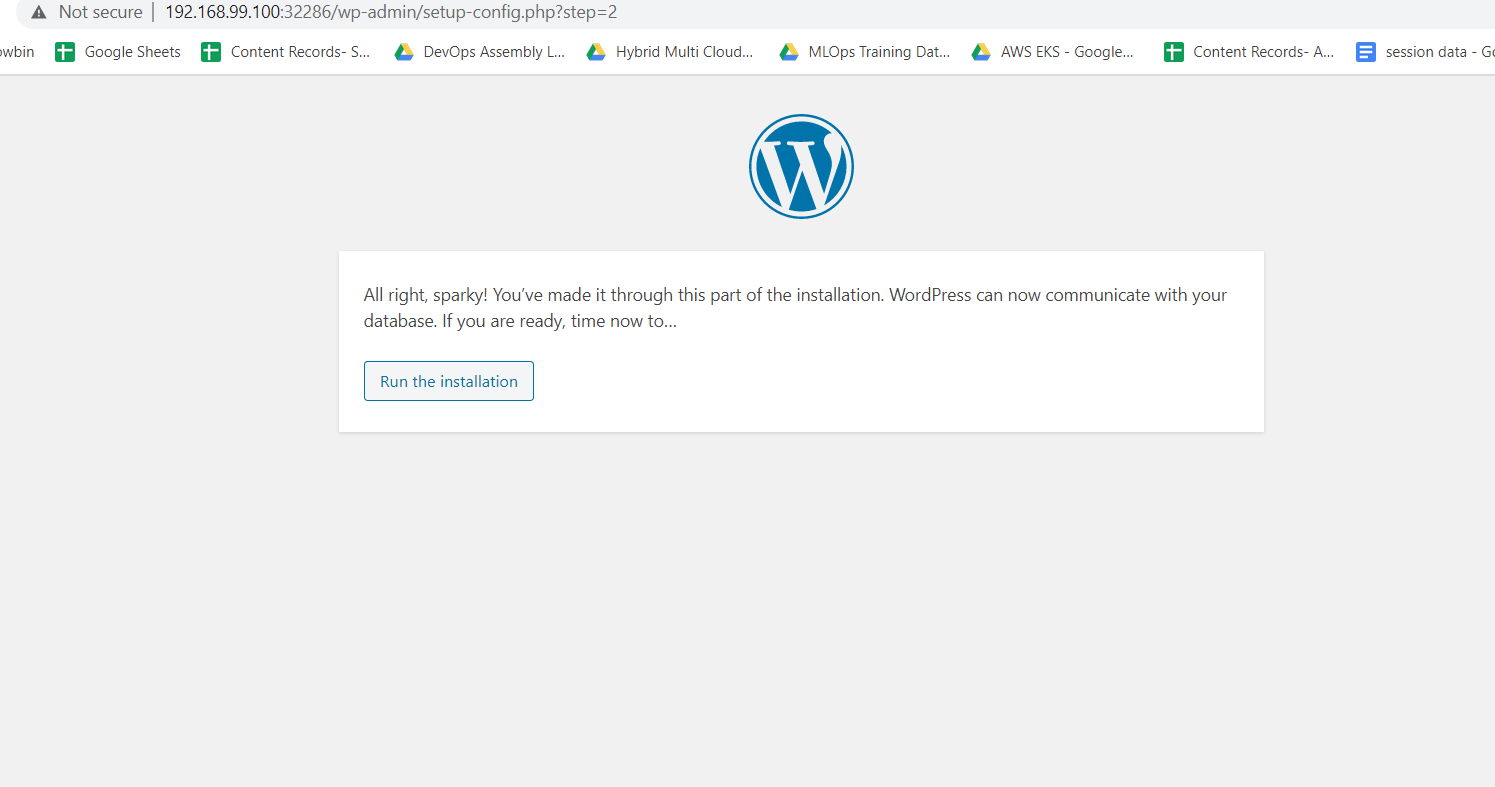 Not secure 192.168.99.100:32286/wp-admin/setup-config.php?step=2
owbin Google Sheets Content Records- S... DevOps Assembly L... Hybrid Multi Cloud... MLOps Training Dat... AWS EKS - Google... Content Records- A... session data - Go
W
All right, sparky! You’ve made it through this part of the installation. WordPress can now communicate with your
database. If you are ready, time now to…
Run the installation